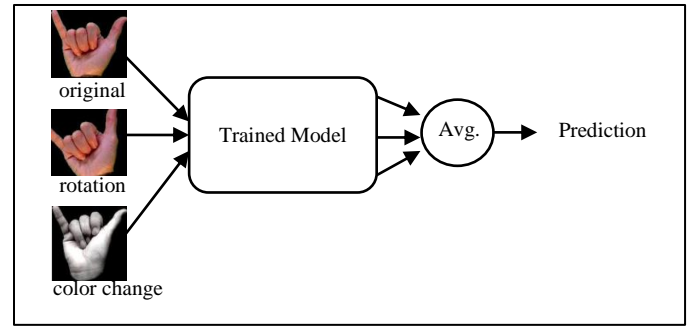 original
rotation
color change
Trained Model
Avg.
Prediction